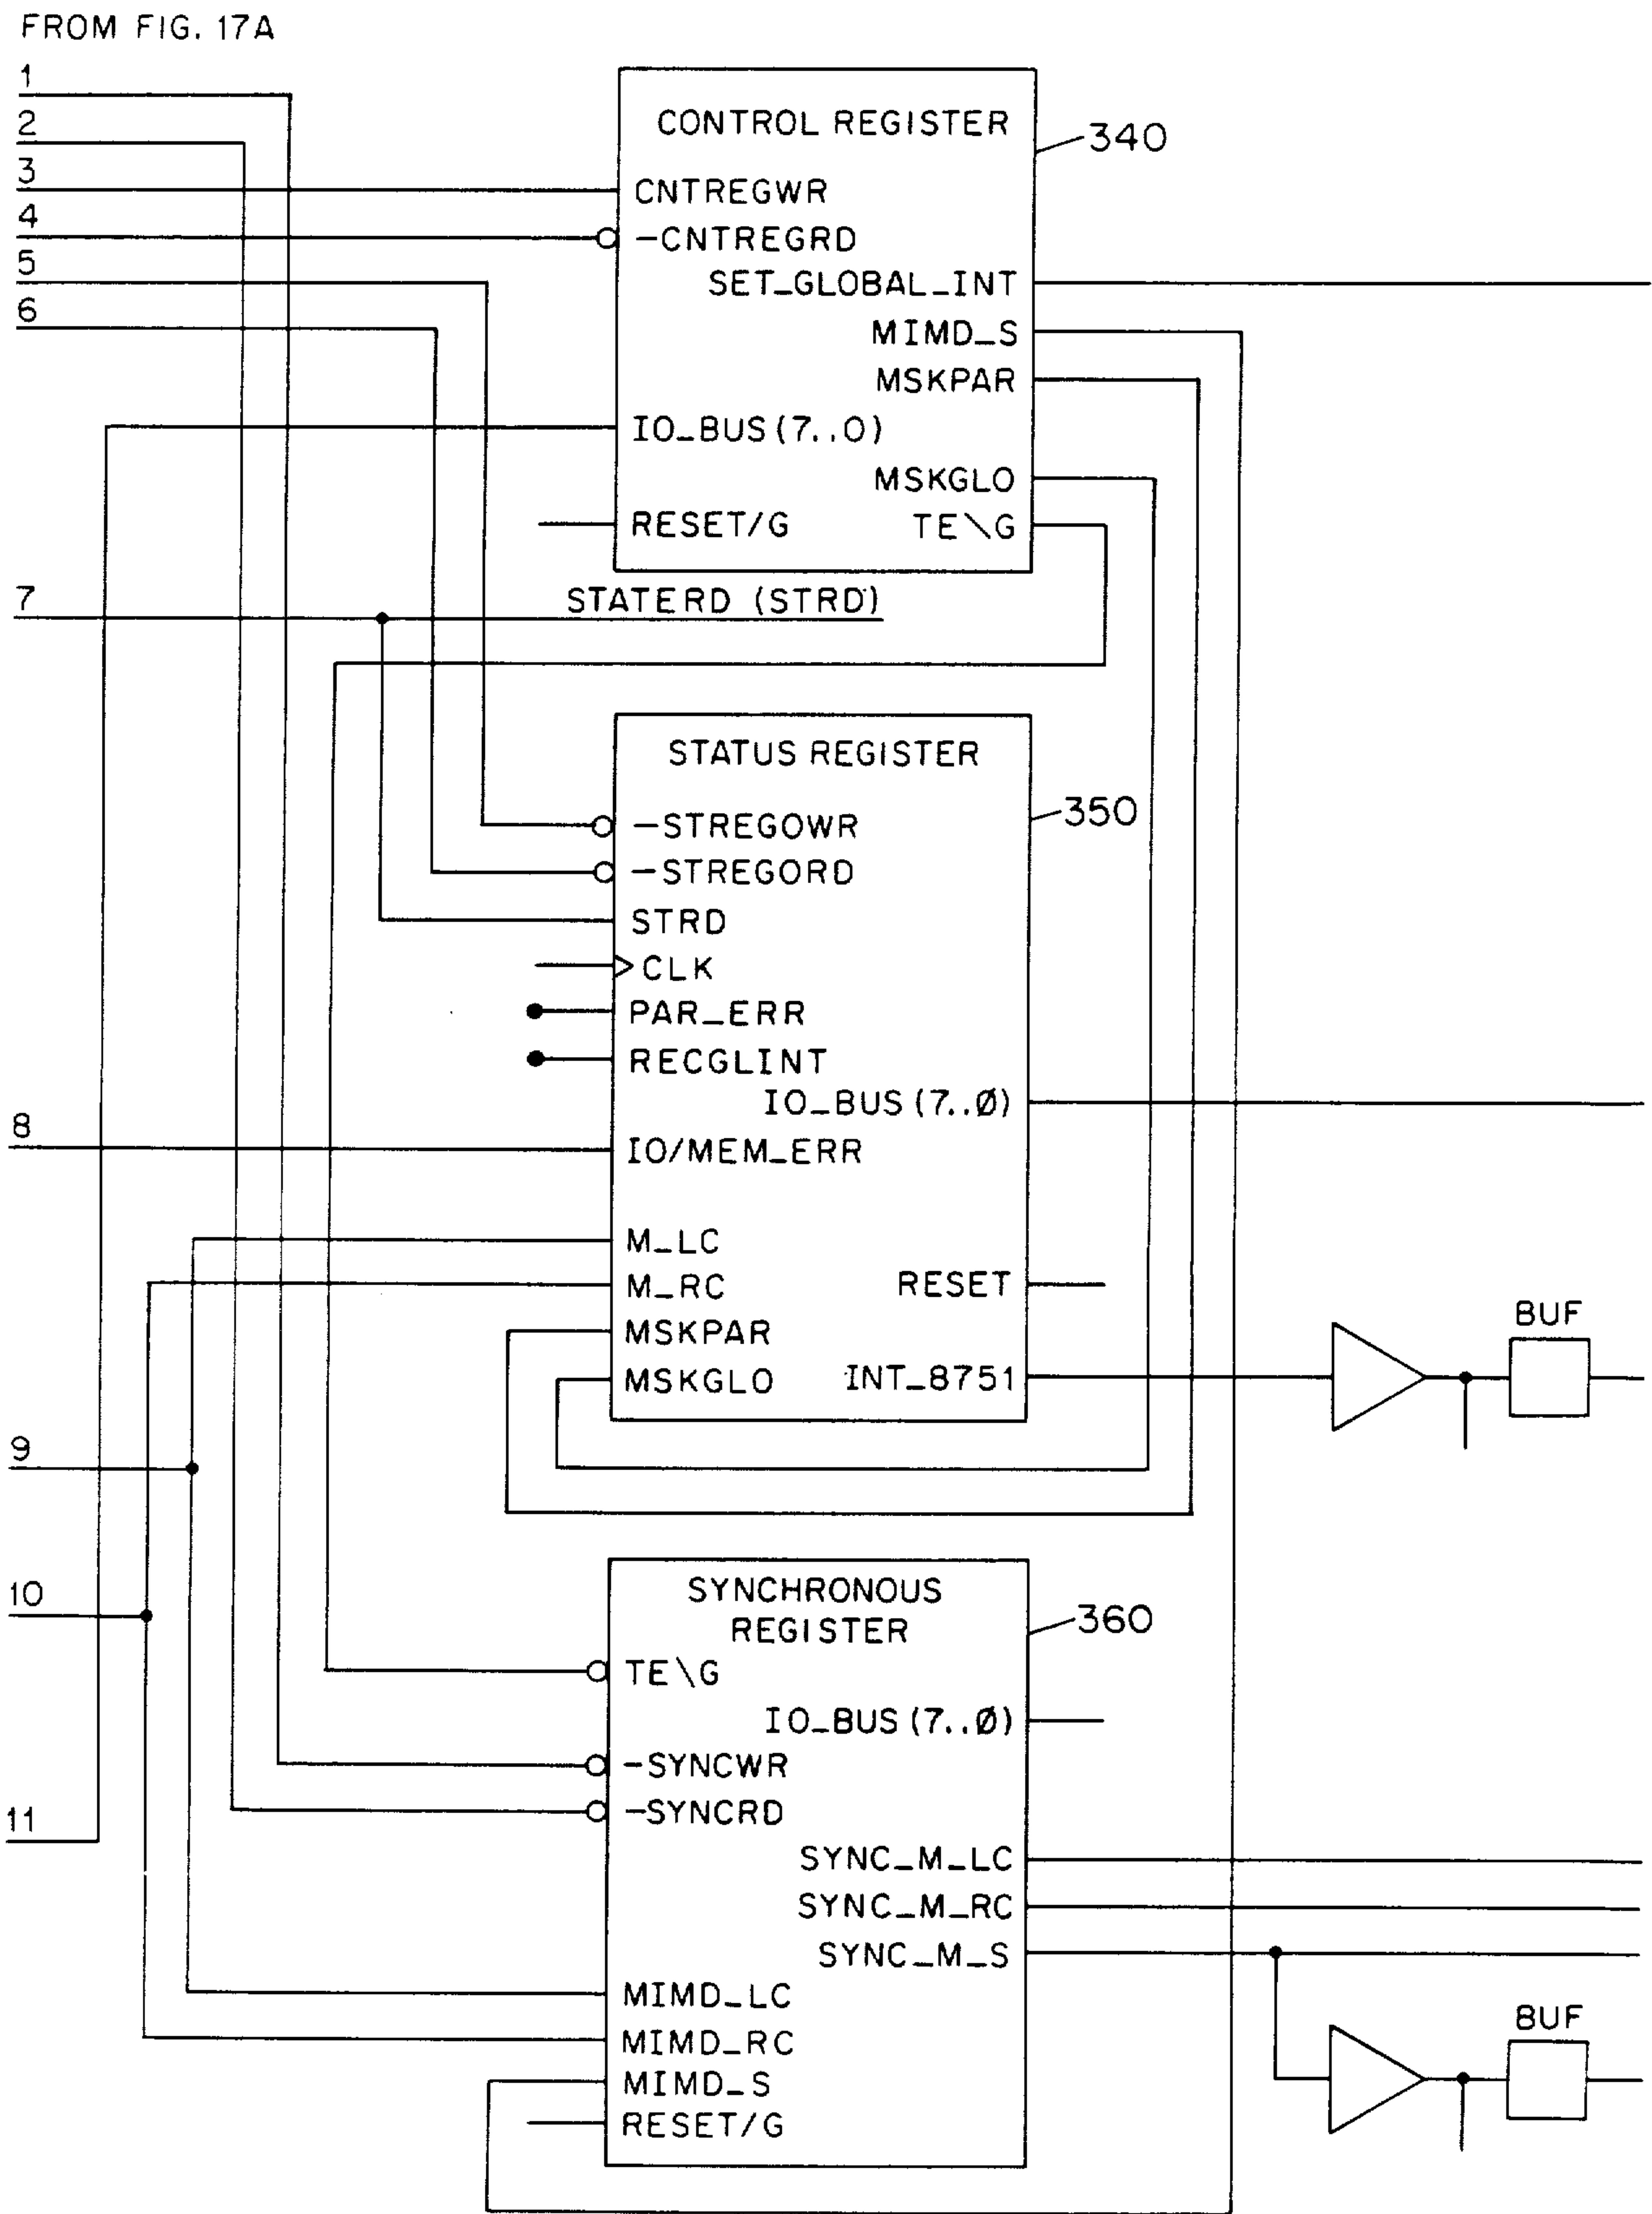 FROM FIG. 17A
1
2
3
4
5
6
CONTROL REGISTER
340
CNTREGWR
-CNTREGRD
SET_GLOBAL_INT
MIMD_S
MSKPAR
IO_BUS(7..0)
MSKGLO
RESET/G TE\G
7
STATERD (STRD)
STATUS REGISTER
350
-STREGOWR
-STREGORD
STRD
CLK
PAR_ERR
RECGLINT
IO_BUS(7..Ø)
8
IO/MEM_ERR
M_LC
M_RC RESET
MSKPAR
MSKGLO INT_8751
BUF
9
10
SYNCHRONOUS
REGISTER
360
TE\G
IO_BUS(7..Ø)
-SYNCWR
-SYNCRD
11
SYNC_M_LC
SYNC_M_RC
SYNC_M_S
MIMD_LC
MIMD_RC
MIMD_S
RESET/G
BUF